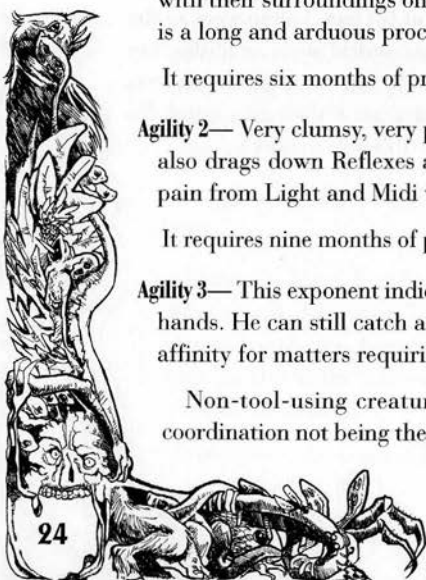 with their surroundings on
is a long and arduous proc
It requires six months of pr
Agility 2— Very clumsy, very p
also drags down Reflexes a
pain from Light and Midi
It requires nine months of p
Agility 3— This exponent indic
hands. He can still catch a
affinity for matters requiri
Non-tool-using creatur
coordination not being the
24